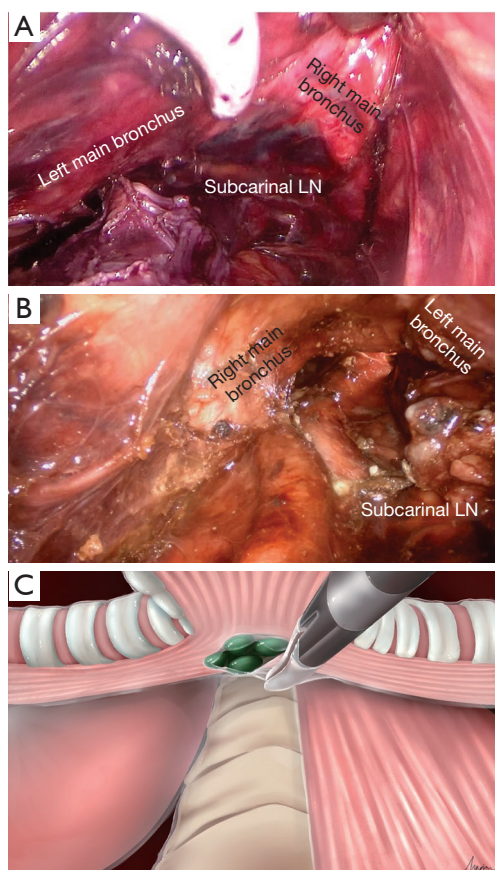 A
Left main bronchus
Right main
bronchus
Subcarinal LN
B
Right main
bronchus
Left main
bronchus
Subcarinal LN
C